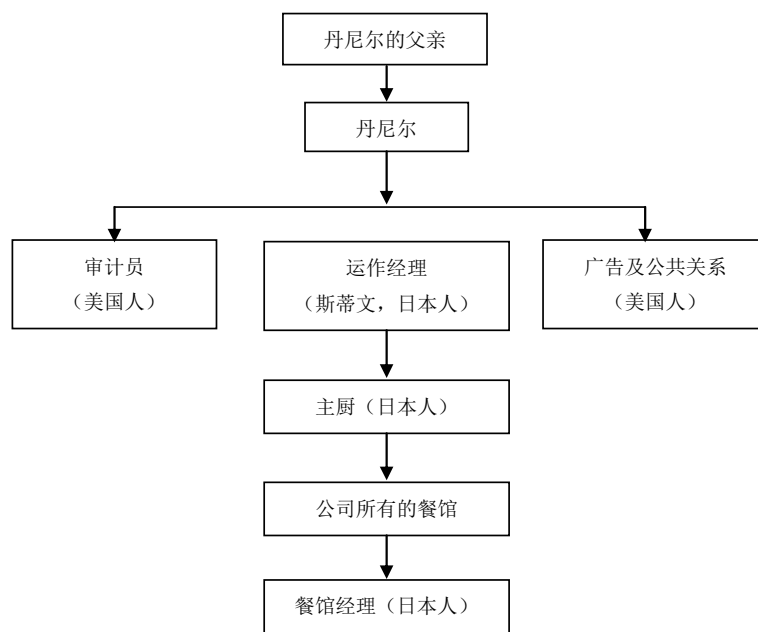 丹尼尔的父亲
丹尼尔
审计员
（美国人）
运作经理
（斯蒂文，日本人）
广告及公共关系
（美国人）
主厨（日本人）
公司所有的餐馆
餐馆经理（日本人）